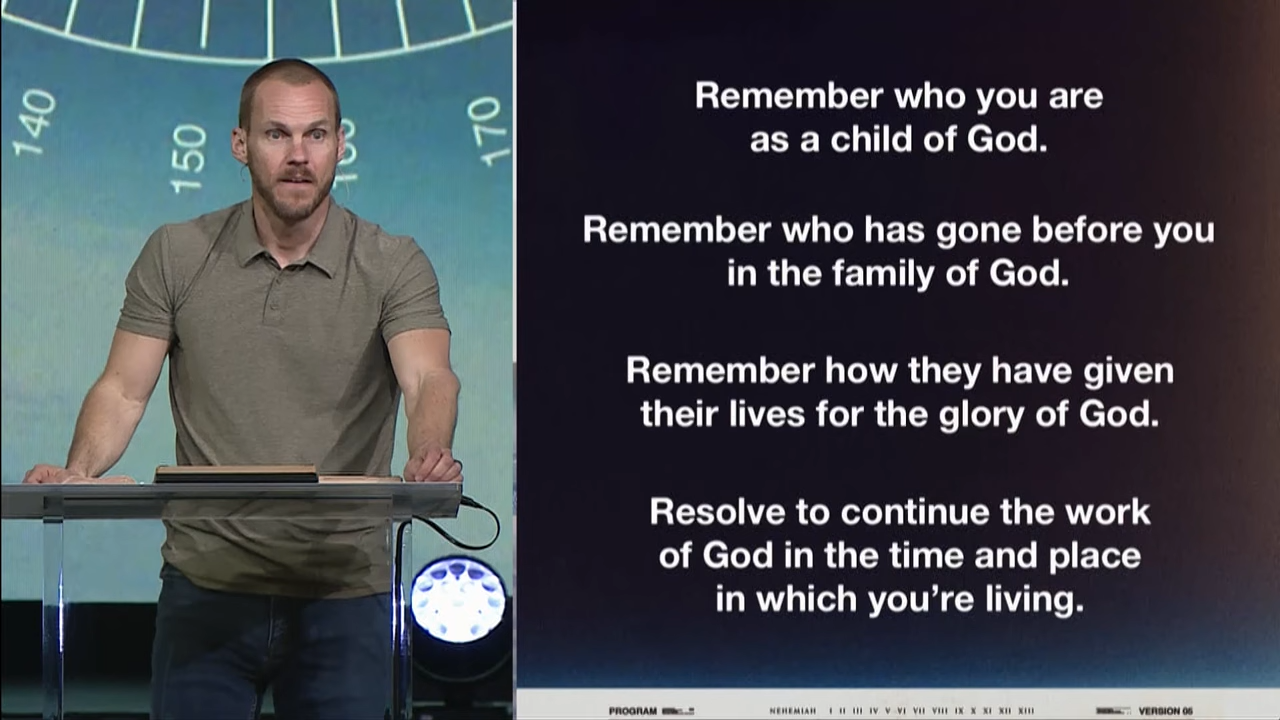 140
150
170
Remember who you are
as a child of God.
Remember who has gone before you
in the family of God.
Remember how they have given
their lives for the glory of God.
Resolve to continue the work
of God in the time and place
in which you’re living.
PROGRAM
NEHEMIAH I II III IV V VI VII VIII IX X XI XII XIII
VERSION 05